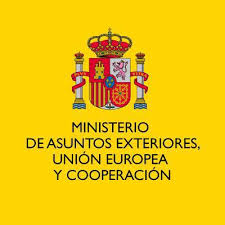 MINISTERIO
DE ASUNTOS EXTERIORES,
UNIÓN EUROPEA
Y COOPERACIÓN